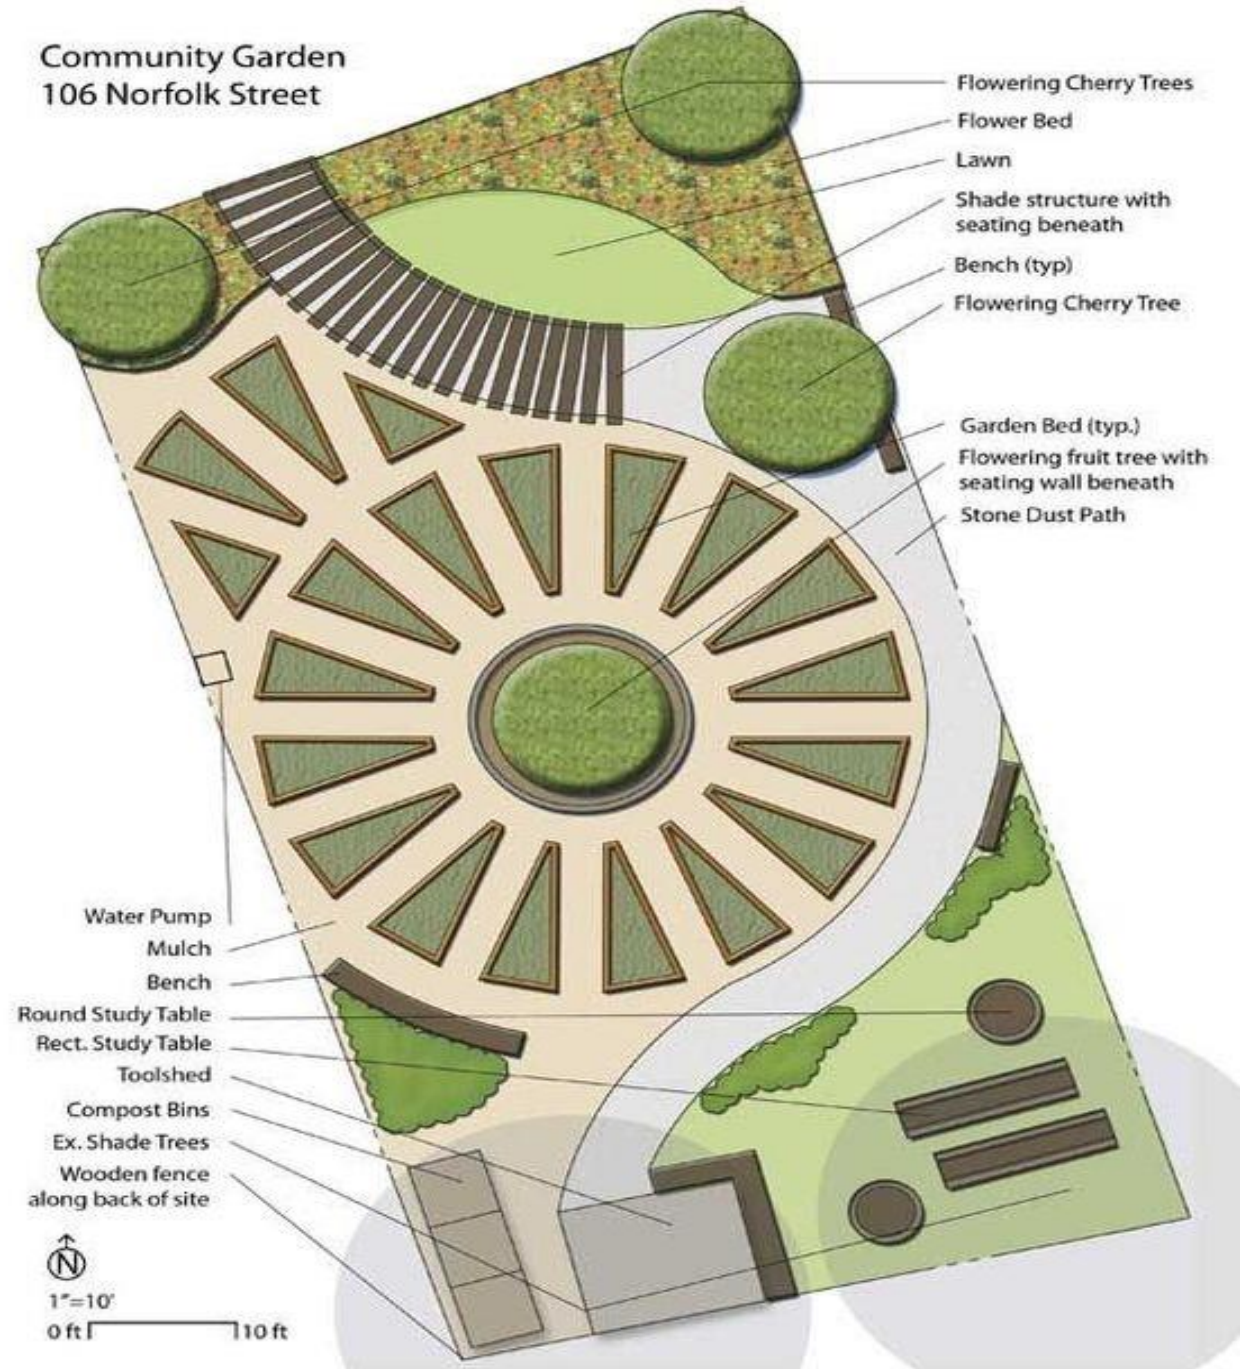 Community Garden
106 Norfolk Street
Flowering Cherry Trees
Flower Bed
Lawn
Shade structure with
seating beneath
Bench (typ)
Flowering Cherry Tree
Garden Bed (typ.)
Flowering fruit tree with
seating wall beneath
Stone Dust Path
Water Pump
Mulch
Bench
Round Study Table
Rect. Study Table
Toolshed
Compost Bins
Ex. Shade Trees
Wooden fence
along back of site
N
1"=10'
0 ft 10 ft